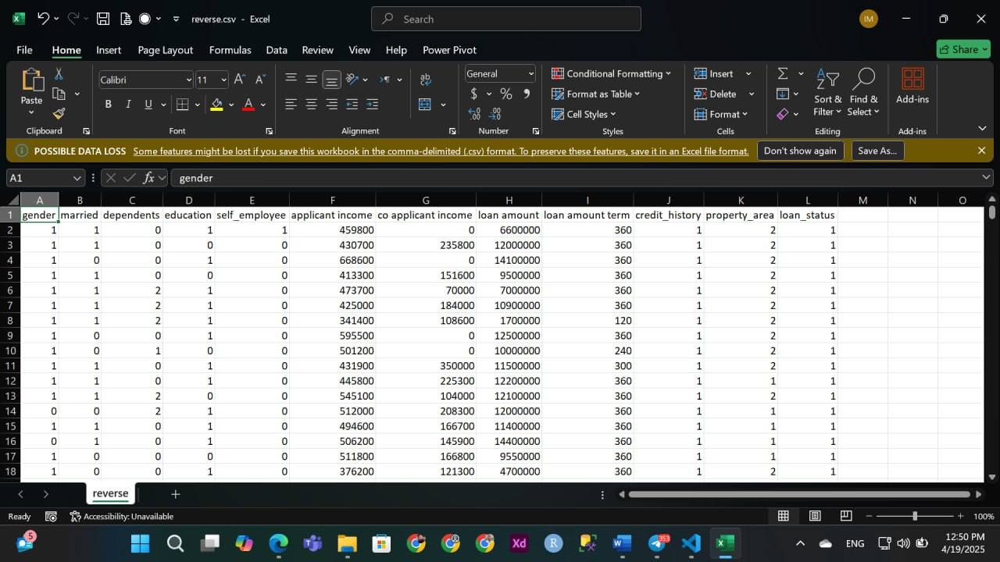 reverse.csv - Excel
Search
IM
File Home Insert Page Layout Formulas Data Review View Help Power Pivot Share
Paste
Clipboard
Calibri 11
B I U
Font
ab
Alignment
General
$ % 9
Number
Conditional Formatting
Format as Table
Cell Styles
Styles
Insert
Delete
Format
Cells
Sort & Filter
Find & Select
Editing
Add-ins
Add-ins
POSSIBLE DATA LOSS Some features might be lost if you save this workbook in the comma-delimited (.csv) format. To preserve these features, save it in an Excel file format. Don't show again Save As...
A1 fx gender
A B C D E F G H I J K L M N O
1 gender married dependents education self_employee applicant income co applicant income loan amount loan amount term credit_history property_area loan_status
2 1 1 0 1 1 459800 0 6600000 360 1 2 1
3 1 1 0 0 0 430700 235800 12000000 360 1 2 1
4 1 0 0 1 0 668600 0 14100000 360 1 2 1
5 1 1 0 0 0 413300 151600 9500000 360 1 2 1
6 1 1 2 1 0 473700 70000 7000000 360 1 2 1
7 1 1 2 1 0 425000 184000 10900000 360 1 2 1
8 1 1 2 1 0 341400 108600 1700000 120 1 2 1
9 1 0 0 1 0 595500 0 12500000 360 1 2 1
10 1 0 1 0 0 501200 0 10000000 240 1 2 1
11 1 1 0 1 0 431900 350000 11500000 300 1 2 1
12 1 1 0 1 0 445800 225300 12200000 360 1 1 1
13 1 1 2 0 0 545100 104000 12100000 360 1 2 1
14 0 0 2 1 0 512000 208300 12000000 360 1 1 1
15 1 1 0 1 0 494600 166700 11400000 360 1 1 1
16 0 1 0 1 0 506200 145900 14400000 360 1 1 1
17 1 0 0 0 0 511800 166800 9550000 360 1 1 1
18 1 0 0 1 0 376200 121300 4700000 360 1 2 1
reverse
Ready Accessibility: Unavailable 100%
5 Xd R 353 ENG 12:50 PM
4/19/2025